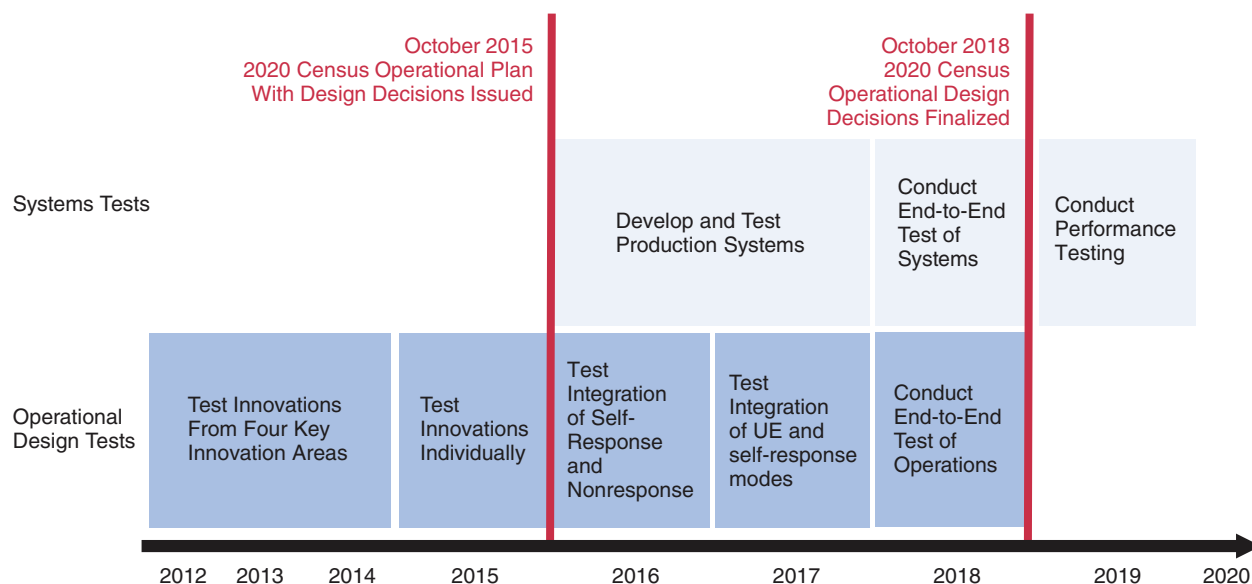 October 2015
2020 Census Operational Plan
With Design Decisions Issued
October 2018
2020 Census
Operational Design
Decisions Finalized
Systems Tests
Develop and Test
Production Systems
Conduct
End-to-End
Test of
Systems
Conduct
Performance
Testing
Operational
Design Tests
Test Innovations
From Four Key
Innovation Areas
Test
Innovations
Individually
Test
Integration
of Self-
Response
and
Nonresponse
Test
Integration
of UE and
self-response
modes
Conduct
End-to-End
Test of
Operations
2012 2013 2014 2015 2016 2017 2018 2019 2020